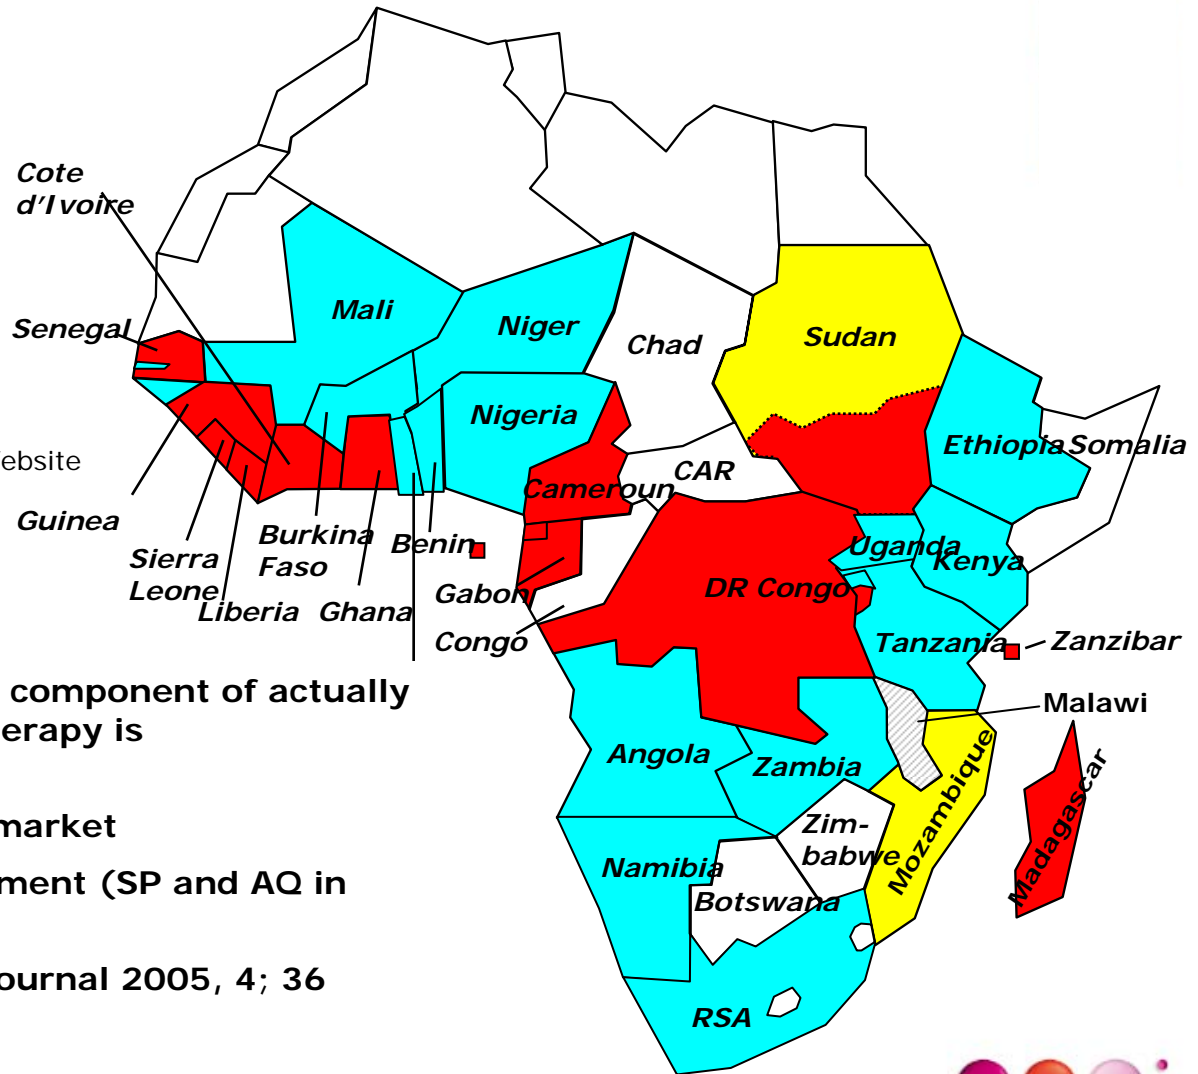 Cote
d'Ivoire
Senegal
Mali
Niger
Chad
Sudan
Nigeria
Ethiopia
Somalia
CAR
Cameroun
ebsite
Guinea
Sierra
Leone
Liberia
Burkina
Faso
Ghana
Benin
Gabon
Congo
Uganda
Kenya
DR Congo
Tanzania
Zanzibar
component of actually
erapy is
Malawi
Angola
Zambia
Mozambique
Madagascar
market
Zim-
babwe
Namibia
ment (SP and AQ in
Botswana
ournal 2005, 4; 36
RSA